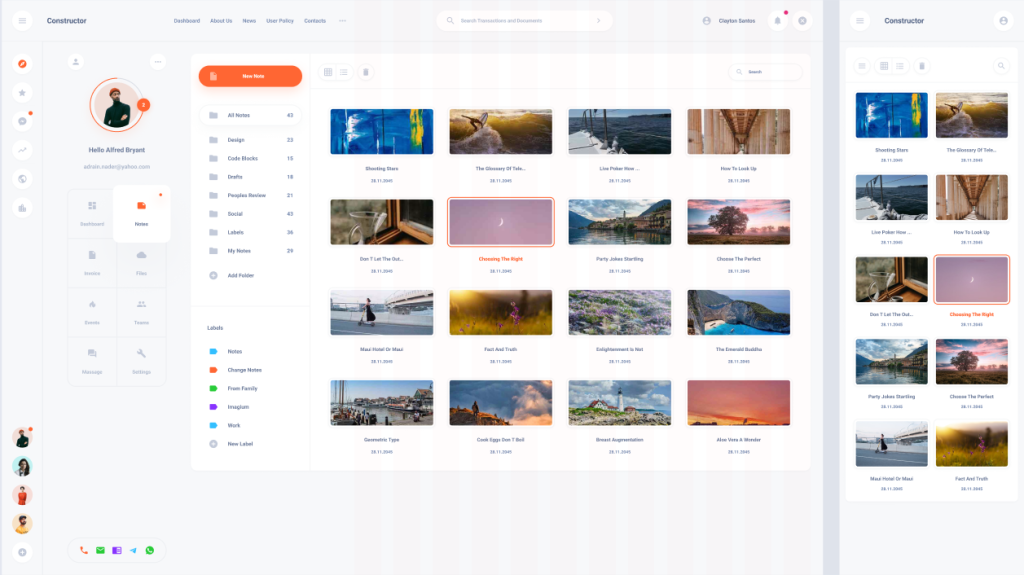 Constructor
Dashboard
About Us
News
User Policy
Contacts
Search Transactions and Documents
Clayton Santos
2
Hello Alfred Bryant
advain.vader@yahoo.com
Dashboard
Notes
Invoice
Files
Events
Teams
Message
Settings
New Note
All Notes 43
Design 23
Code Blocks 15
Drafts 18
Peoples Review 21
Social 43
Labels 36
My Notes 29
Add Folder
Labels
Notes
Change Notes
From Family
Imagium
Work
New Label
Search
Shooting Stars
28.11.2045
The Glossary Of Tele...
28.11.2045
Live Poker How ...
28.11.2045
How To Look Up
28.11.2045
Don T Let The Out...
28.11.2045
Choosing The Right
28.11.2045
Party Jokes Startling
28.11.2045
Choose The Perfect
28.11.2045
Maui Hotel Or Maui
28.11.2045
Fact And Truth
28.11.2045
Enlightenment Is Not
28.11.2045
The Emerald Buddha
28.11.2045
Geometric Type
28.11.2045
Cook Eggs Don T Boil
28.11.2045
Breast Augmentation
28.11.2045
Aloe Vera A Wonder
28.11.2045
Constructor
Shooting Stars
28.11.2045
The Glossary Of Tele...
28.11.2045
Live Poker How ...
28.11.2045
How To Look Up
28.11.2045
Don T Let The Out...
28.11.2045
Choosing The Right
28.11.2045
Party Jokes Startling
28.11.2045
Choose The Perfect
28.11.2045
Maui Hotel Or Maui
28.11.2045
Fact And Truth
28.11.2045